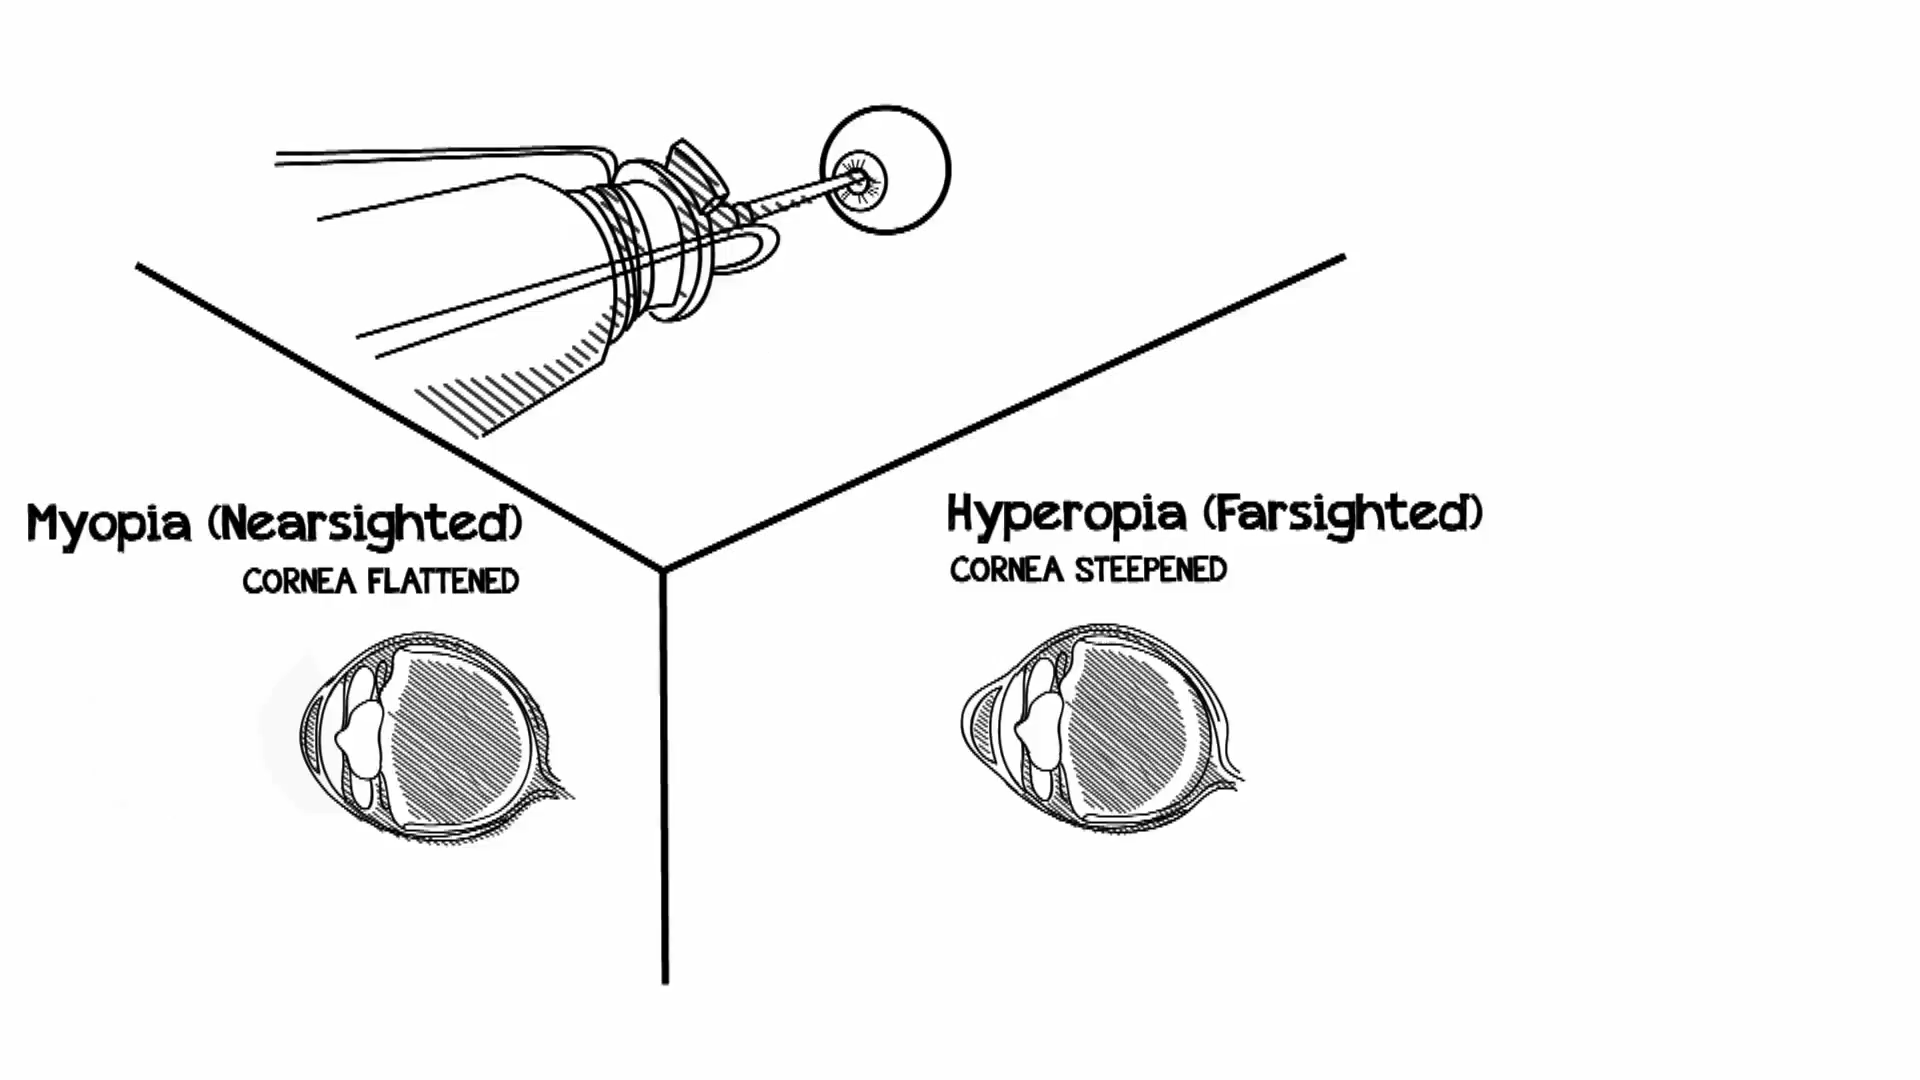 Myopia (Nearsighted)
CORNEA FLATTENED
Hyperopia (Farsighted)
CORNEA STEEPENED